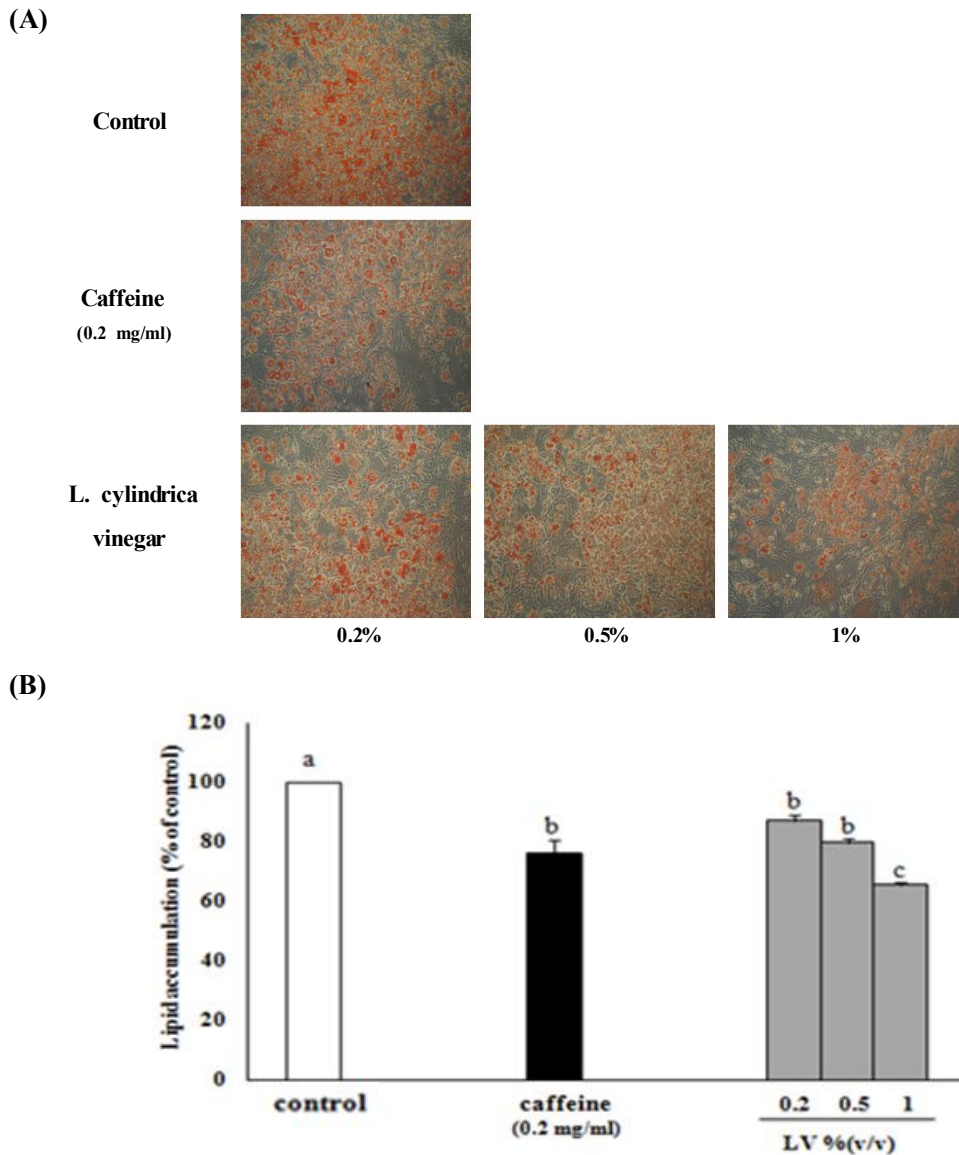 (A)
Control
Caffeine
(0.2 mg/ml)
L. cylindrica
vinegar
0.2% 0.5% 1%
(B)
Lipid accumulation (% of control)
120
100
80
60
40
20
0
a
b
b
b
c
control
caffeine
(0.2 mg/ml)
0.2 0.5 1
LV %(v/v)